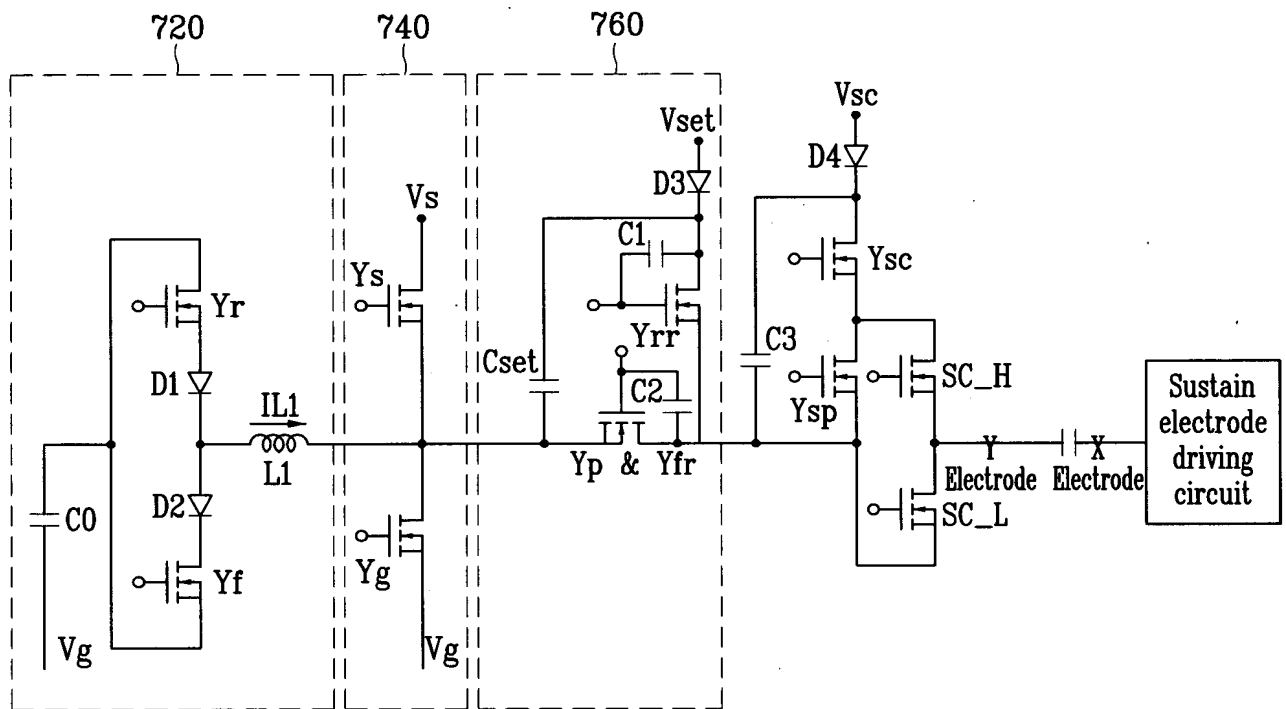 720
740
760
Vsc
Vset
D4
D3
Vs
C1
Ysc
Ys
Yr
Yrr
C3
Cset
SC_H
D1
C2
Ysp
Sustain
electrode
driving
circuit
IL1
L1
Yp & Yfr
Y
Electrode
X
Electrode
D2
C0
SC_L
Yg
Yf
Vg
Vg